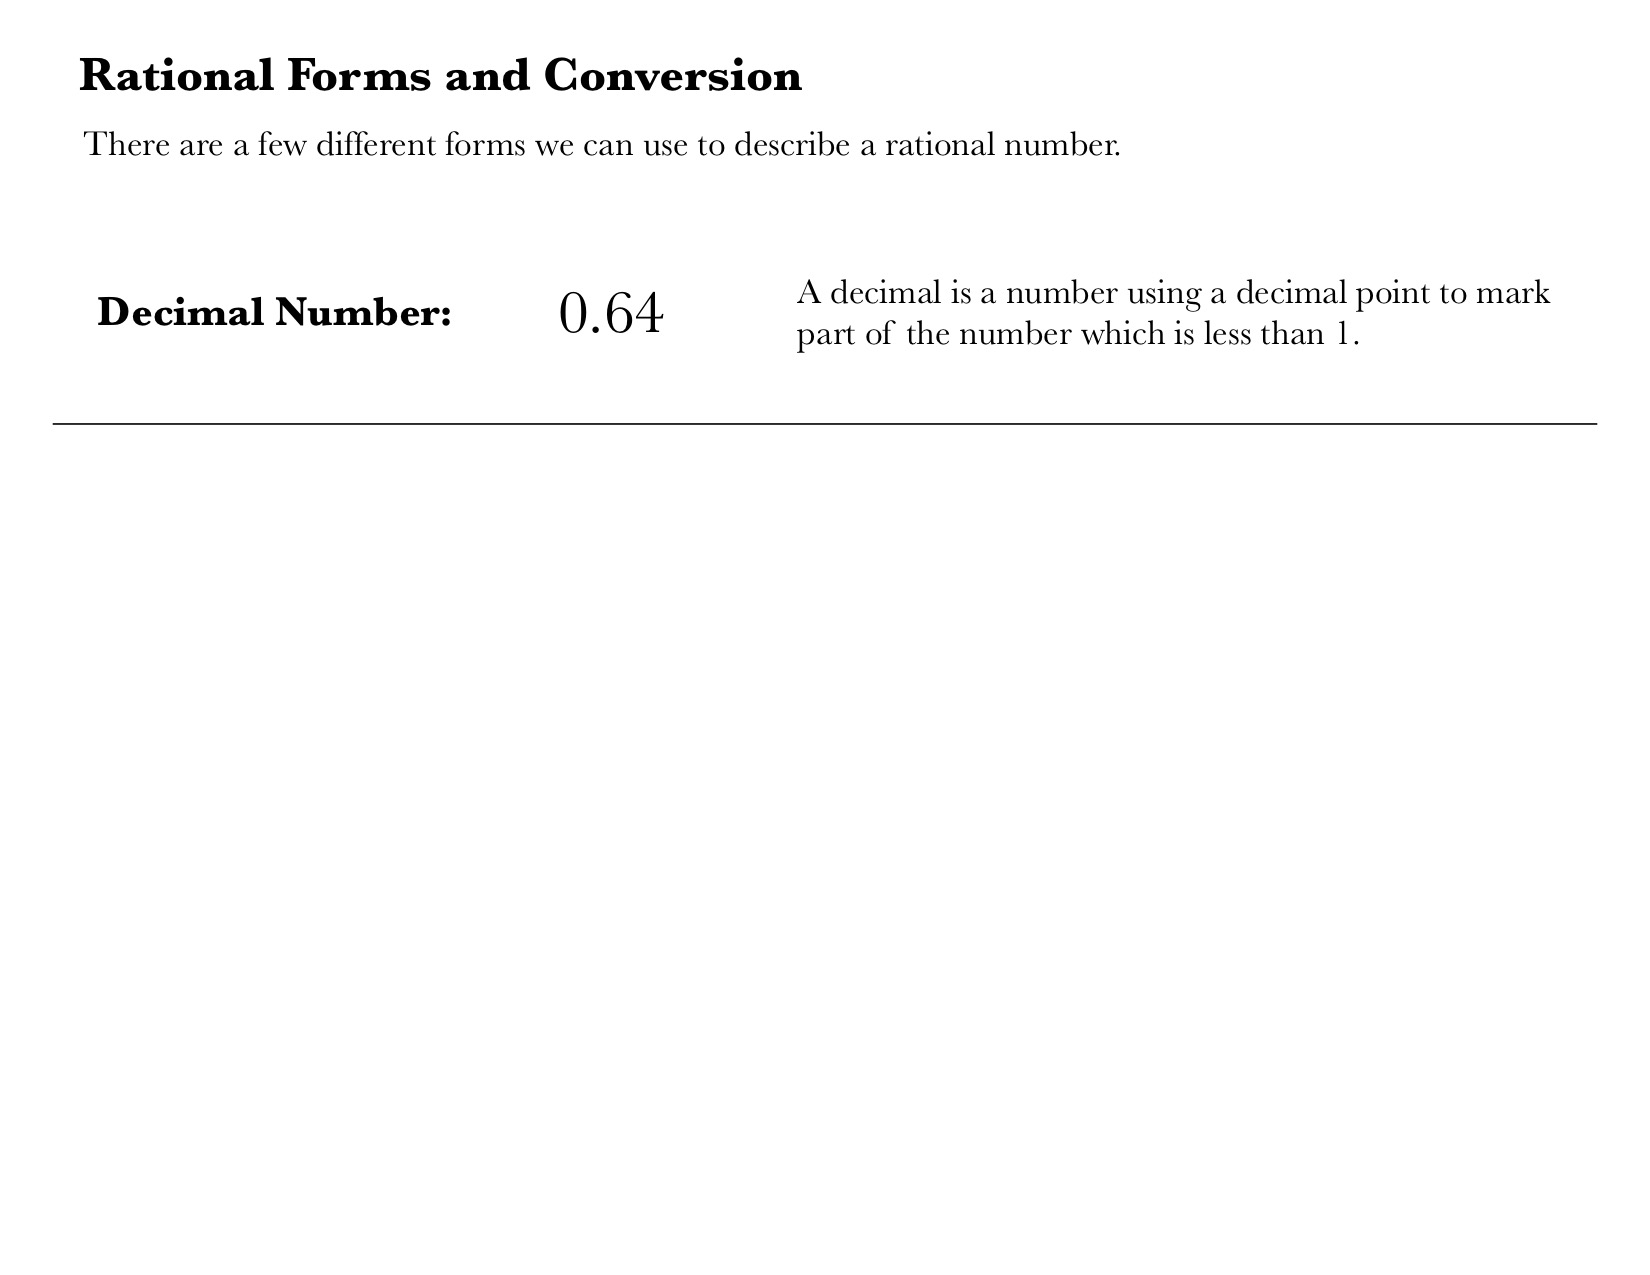 Rational Forms and Conversion
There are a few different forms we can use to describe a rational number.
Decimal Number:
0.64
A decimal is a number using a decimal point to mark
part of the number which is less than 1.